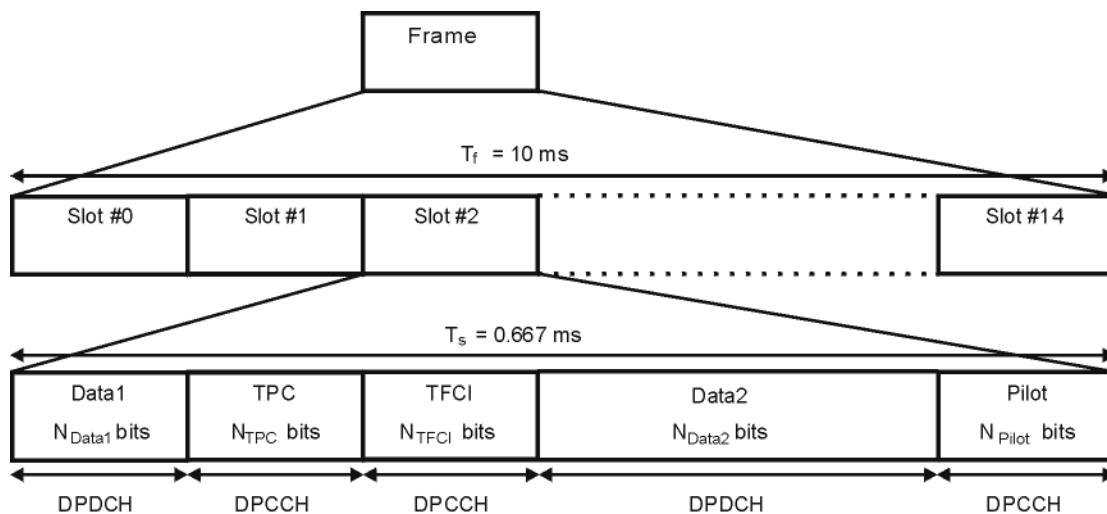 Frame
T_f = 10 ms
Slot #0 Slot #1 Slot #2 Slot #14
T_s = 0.667 ms
Data1 TPC TFCI Data2 Pilot
N_Data1 bits N_TPC bits N_TFCI bits N_Data2 bits N_Pilot bits
DPDCH DPCCH DPCCH DPDCH DPCCH